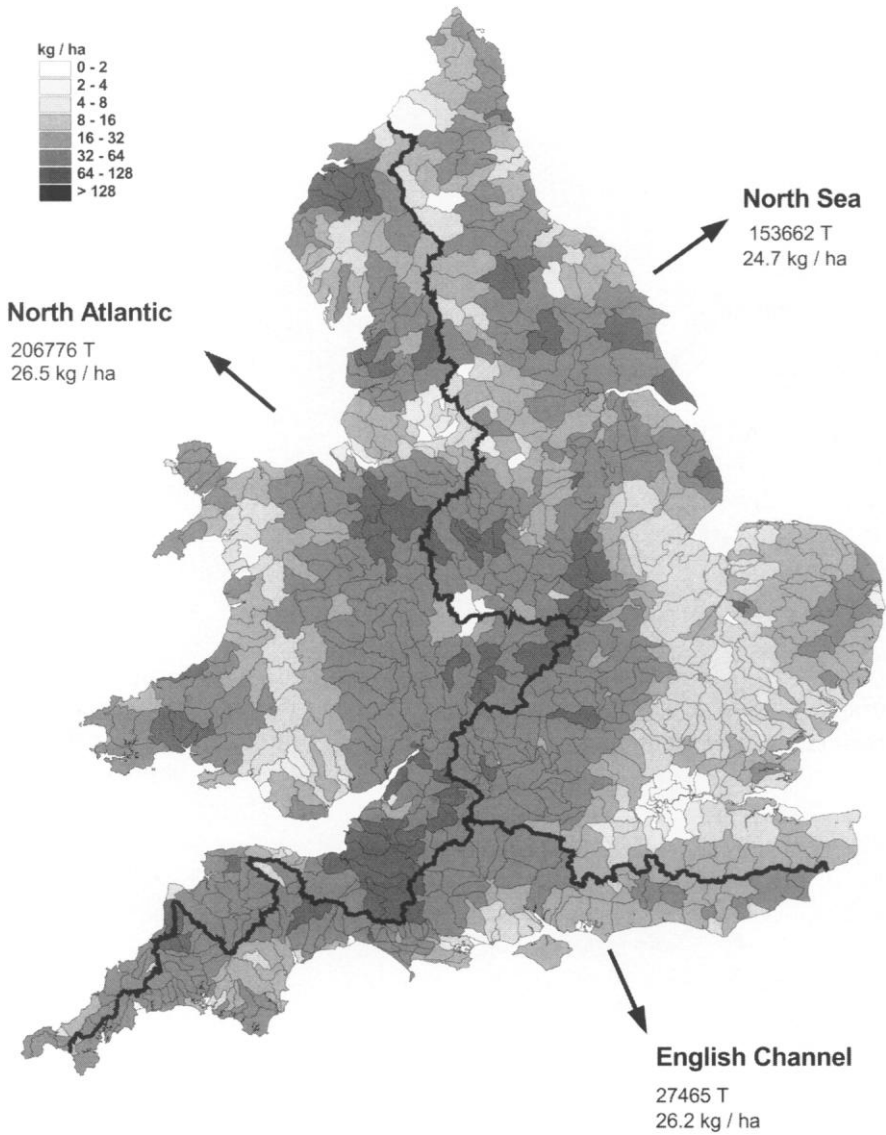 kg / ha
0 - 2
2 - 4
4 - 8
8 - 16
16 - 32
32 - 64
64 - 128
> 128
North Sea
153662 T
24.7 kg / ha
North Atlantic
206776 T
26.5 kg / ha
English Channel
27465 T
26.2 kg / ha